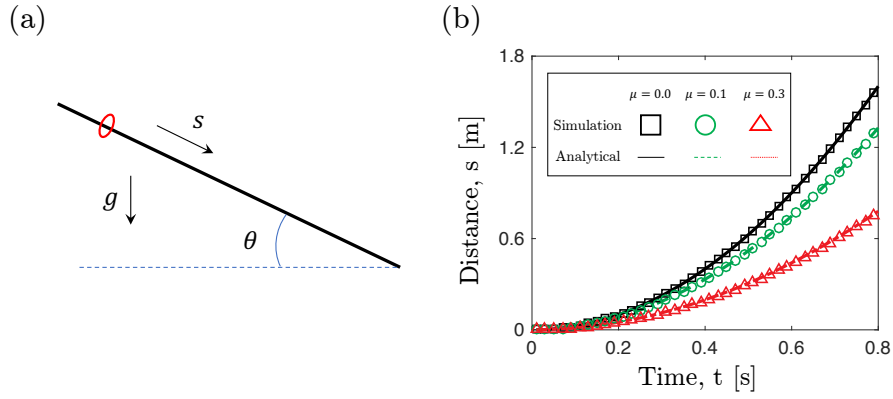 (a)
s
g
θ
(b)
1.8
1.2
0.6
0
Distance, s [m]
μ = 0.0 μ = 0.1 μ = 0.3
Simulation
Analytical
0 0.2 0.4 0.6 0.8
Time, t [s]